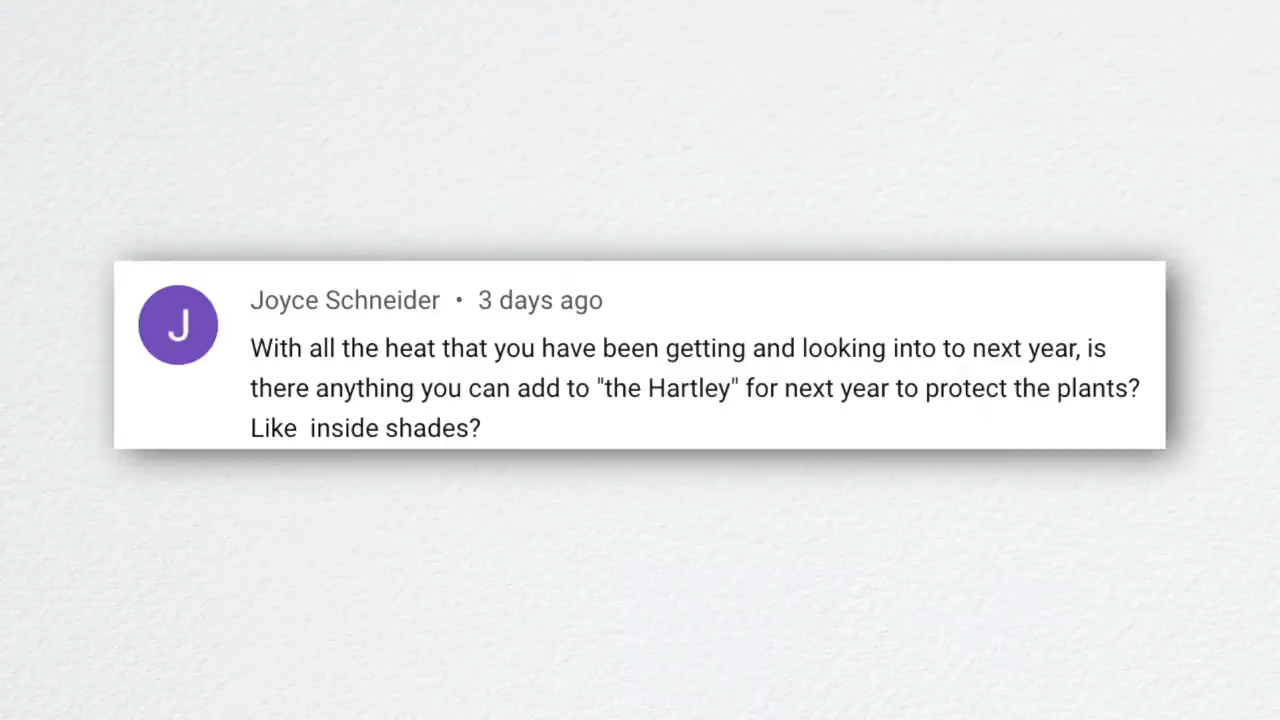 J
Joyce Schneider • 3 days ago
With all the heat that you have been getting and looking into to next year, is
there anything you can add to "the Hartley" for next year to protect the plants?
Like  inside shades?